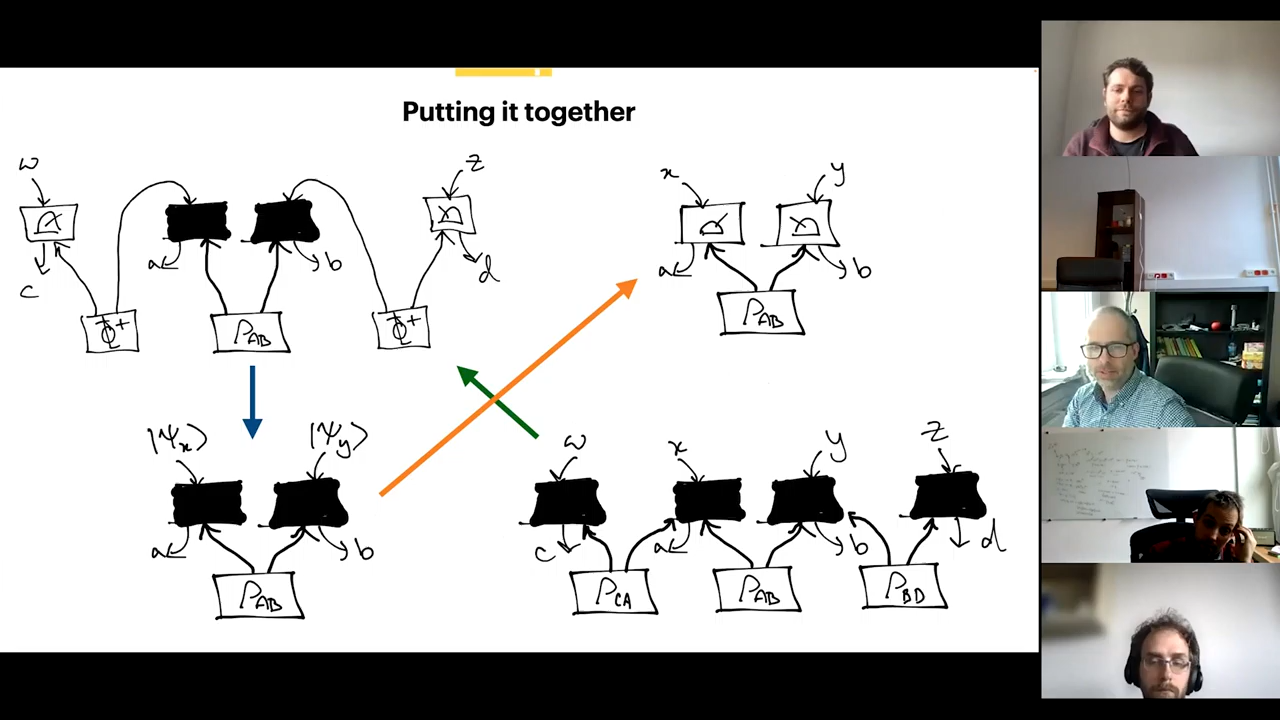 Putting it together
w z
a b
c d
Φ+ ρAB Φ+
x y
a b
ρAB
|Ψx⟩ |Ψy⟩
a b
ρAB
w x y z
c a b d
ρCA ρAB ρBD